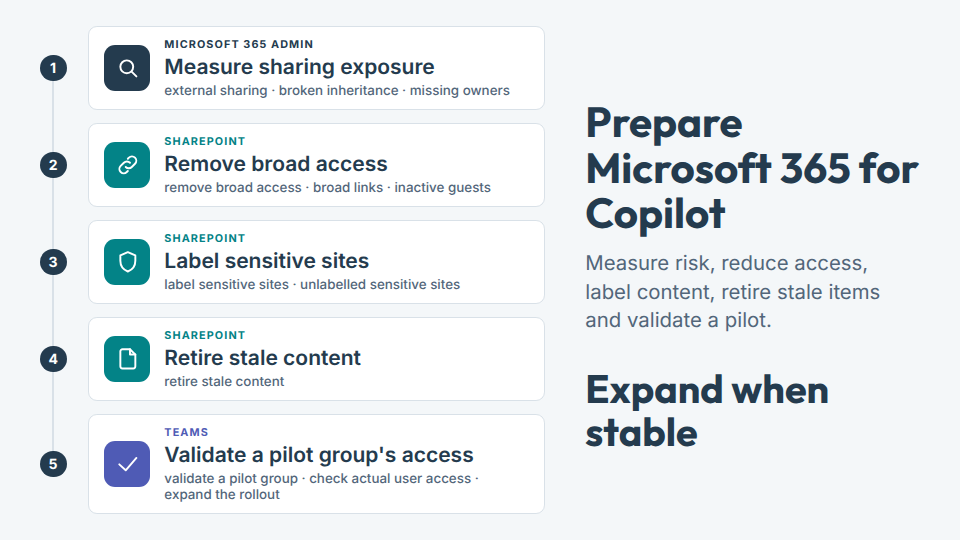 1
MICROSOFT 365 ADMIN
Measure sharing exposure
external sharing · broken inheritance · missing owners
2
SHAREPOINT
Remove broad access
remove broad access · broad links · inactive guests
3
SHAREPOINT
Label sensitive sites
label sensitive sites · unlabelled sensitive sites
4
SHAREPOINT
Retire stale content
retire stale content
5
TEAMS
Validate a pilot group's access
validate a pilot group · check actual user access ·
expand the rollout
Prepare
Microsoft 365 for
Copilot
Measure risk, reduce access,
label content, retire stale items
and validate a pilot.
Expand when
stable